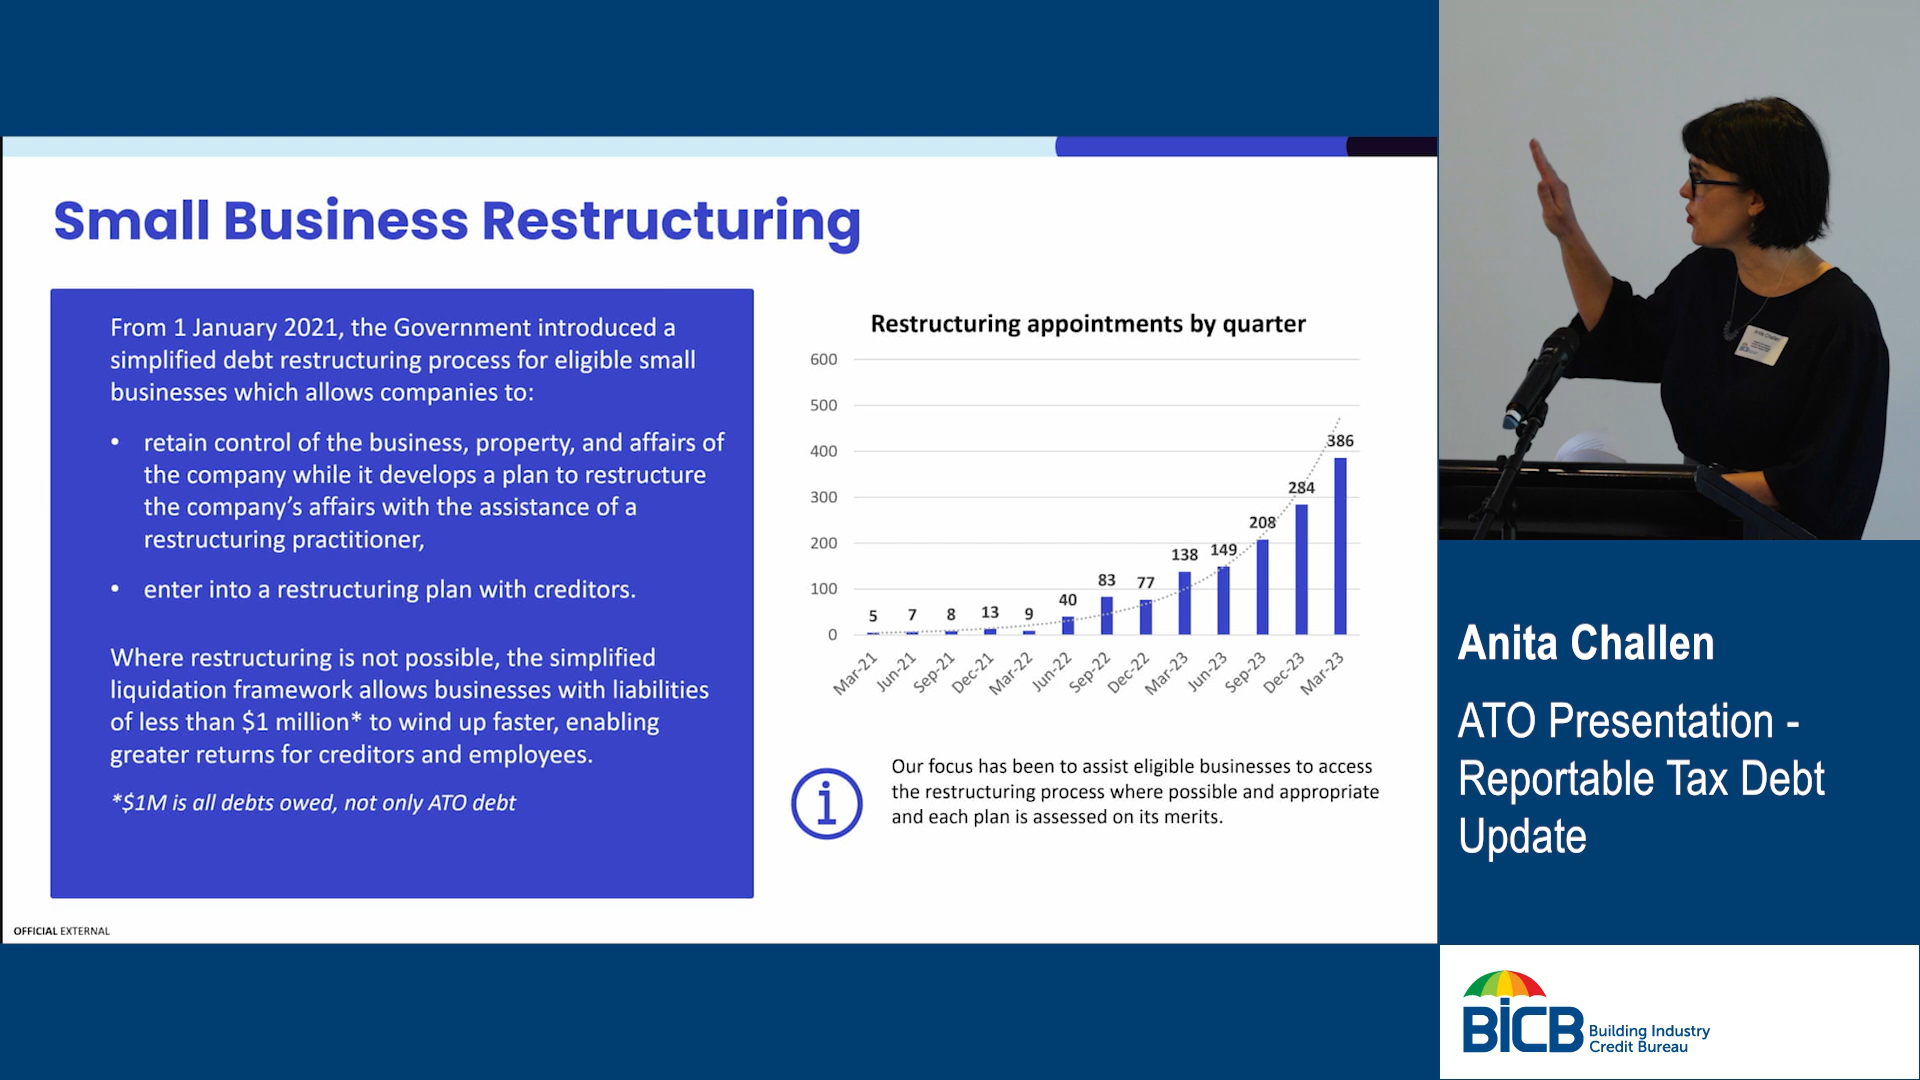 Small Business Restructuring
From 1 January 2021, the Government introduced a
simplified debt restructuring process for eligible small
businesses which allows companies to:
• retain control of the business, property, and affairs of
the company while it develops a plan to restructure
the company's affairs with the assistance of a
restructuring practitioner,
• enter into a restructuring plan with creditors.
Where restructuring is not possible, the simplified
liquidation framework allows businesses with liabilities
of less than $1 million* to wind up faster, enabling
greater returns for creditors and employees.
*$1M is all debts owed, not only ATO debt
Restructuring appointments by quarter
600
500
400
300
200
100
0
5 7 8 13 9 40 83 77 138 149 208 284 386
Mar-21 Jun-21 Sep-21 Dec-21 Mar-22 Jun-22 Sep-22 Dec-22 Mar-23 Jun-23 Sep-23 Dec-23 Mar-23
Our focus has been to assist eligible businesses to access
the restructuring process where possible and appropriate
and each plan is assessed on its merits.
OFFICIAL EXTERNAL
Anita Challen
Anita Challen
ATO Presentation -
Reportable Tax Debt
Update
BiCB Building Industry
Credit Bureau